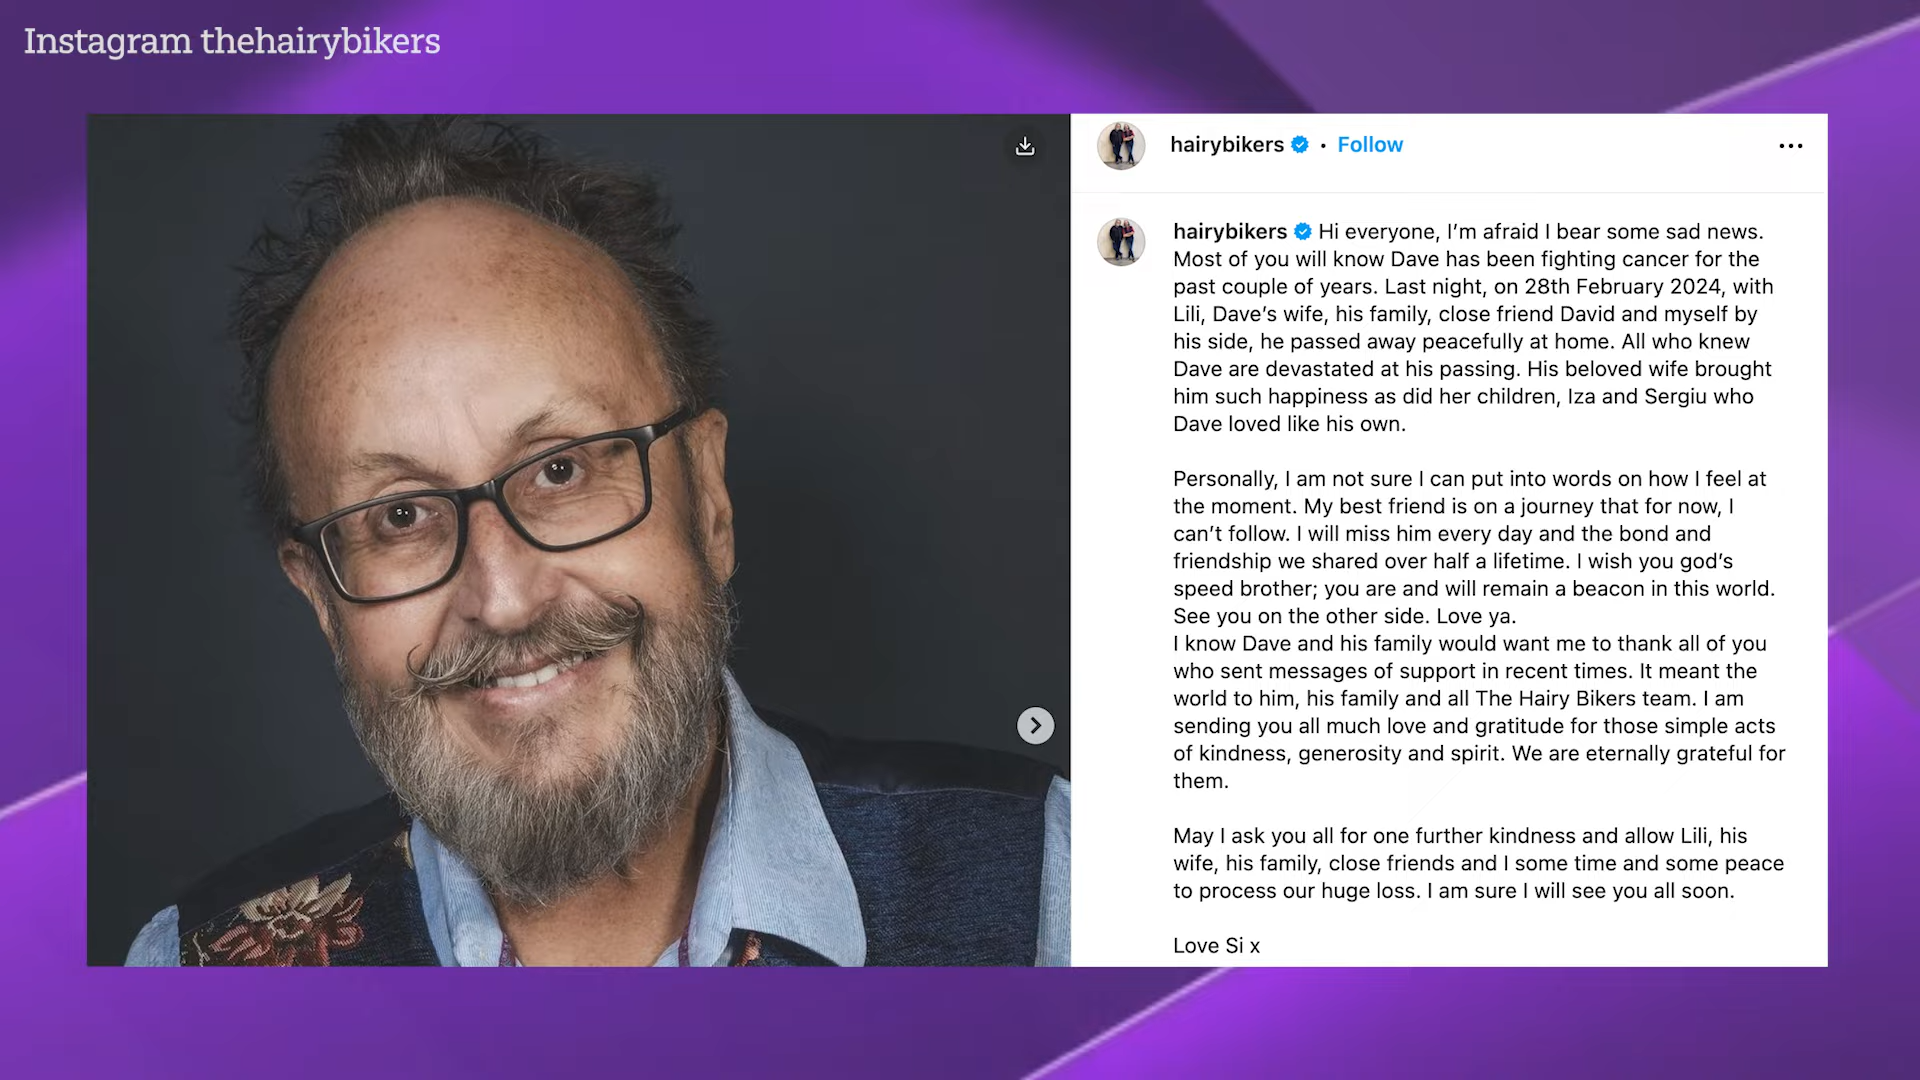 Instagram thehairybikers
hairybikers • Follow
hairybikers Hi everyone, I’m afraid I bear some sad news.
Most of you will know Dave has been fighting cancer for the
past couple of years. Last night, on 28th February 2024, with
Lili, Dave’s wife, his family, close friend David and myself by
his side, he passed away peacefully at home. All who knew
Dave are devastated at his passing. His beloved wife brought
him such happiness as did her children, Iza and Sergiu who
Dave loved like his own.
Personally, I am not sure I can put into words on how I feel at
the moment. My best friend is on a journey that for now, I
can’t follow. I will miss him every day and the bond and
friendship we shared over half a lifetime. I wish you god’s
speed brother; you are and will remain a beacon in this world.
See you on the other side. Love ya.
I know Dave and his family would want me to thank all of you
who sent messages of support in recent times. It meant the
world to him, his family and all The Hairy Bikers team. I am
sending you all much love and gratitude for those simple acts
of kindness, generosity and spirit. We are eternally grateful for
them.
May I ask you all for one further kindness and allow Lili, his
wife, his family, close friends and I some time and some peace
to process our huge loss. I am sure I will see you all soon.
Love Si x